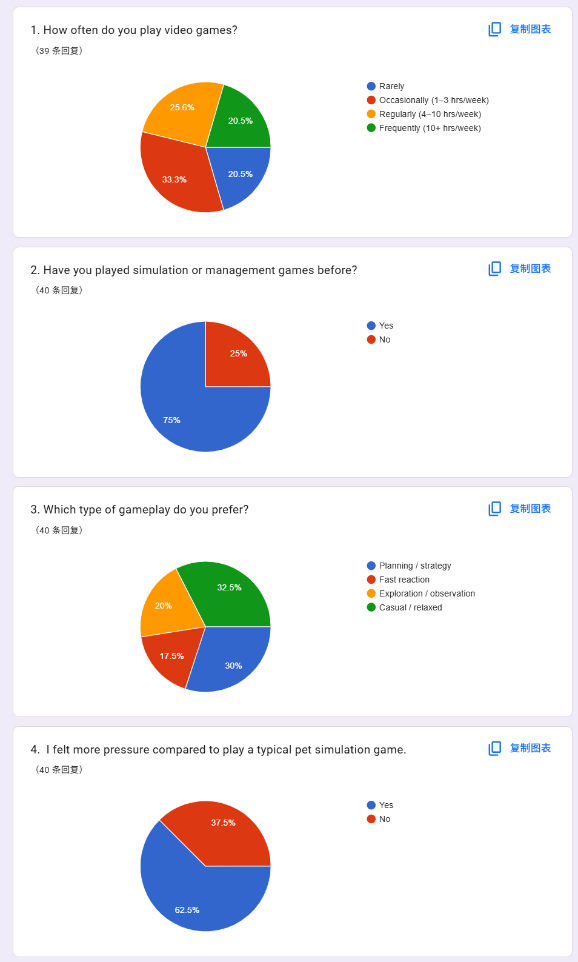 1. How often do you play video games?
复制图表
（39 条回复）
25.6%
20.5%
33.3%
20.5%
Rarely
Occasionally (1–3 hrs/week)
Regularly (4–10 hrs/week)
Frequently (10+ hrs/week)
2. Have you played simulation or management games before?
复制图表
（40 条回复）
25%
75%
Yes
No
3. Which type of gameplay do you prefer?
复制图表
（40 条回复）
32.5%
20%
17.5%
30%
Planning / strategy
Fast reaction
Exploration / observation
Casual / relaxed
4. I felt more pressure compared to play a typical pet simulation game.
复制图表
（40 条回复）
37.5%
62.5%
Yes
No